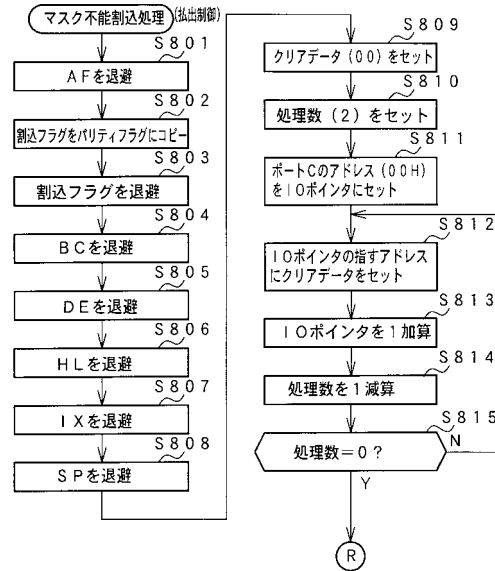 マスク不能割込処理
(払出制御)
S801
AFを退避
S802
割込フラグをパリティフラグにコピー
S803
割込フラグを退避
S804
BCを退避
S805
DEを退避
S806
HLを退避
S807
IXを退避
S808
SPを退避
S809
クリアデータ(00)をセット
S810
処理数(2)をセット
S811
ポートCのアドレス(00H)
をIOポインタにセット
S812
IOポインタの指すアドレス
にクリアデータをセット
S813
IOポインタを1加算
S814
処理数を1減算
S815
処理数=0?
N
Y
R